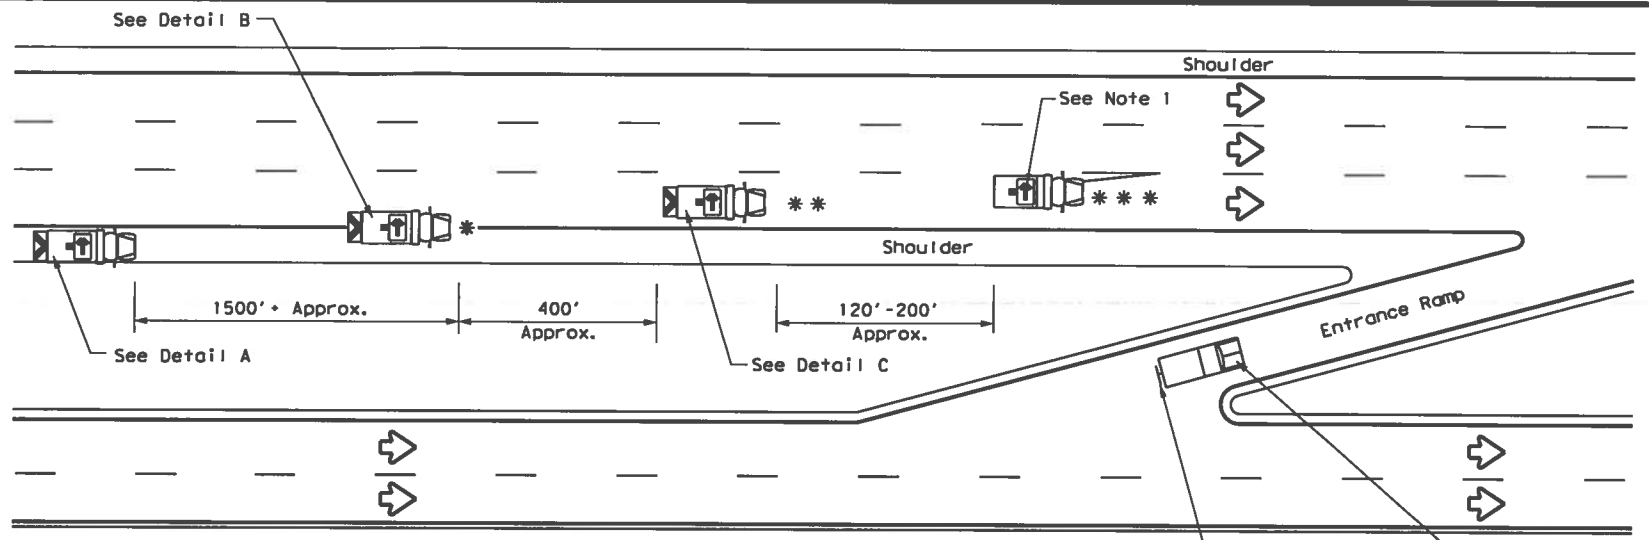 See Detail B
Shoulder
See Note 1
*
**
***
Shoulder
1500'+ Approx.
400'
Approx.
120'-200'
Approx.
Entrance Ramp
See Detail A
See Detail C